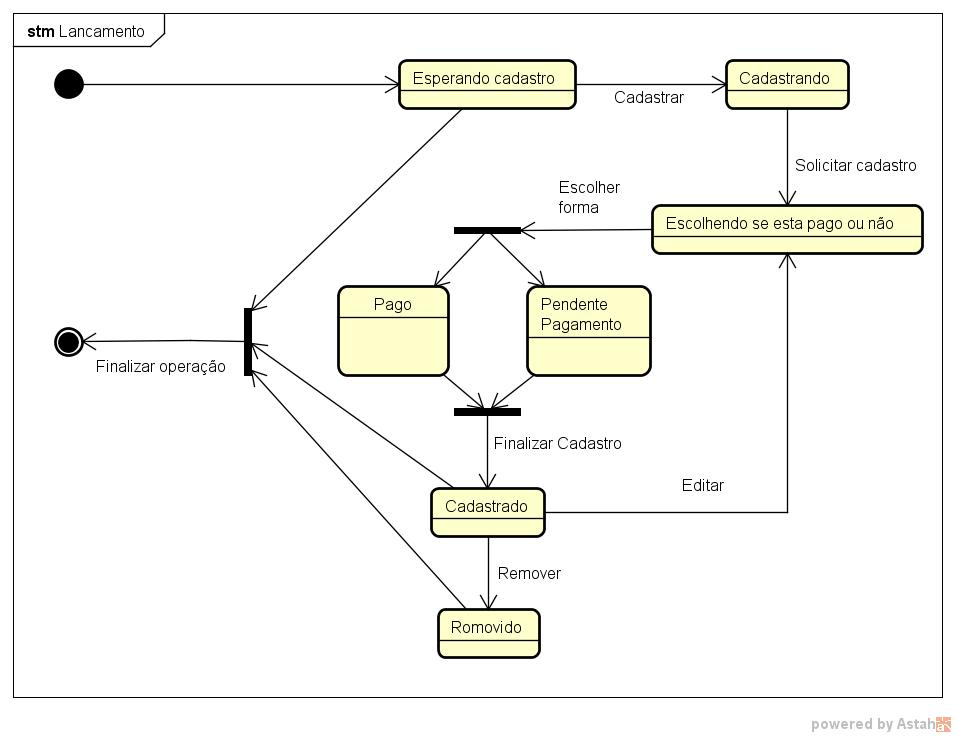 stm Lancamento
Esperando cadastro
Cadastrando
Cadastrar
Solicitar cadastro
Escolher
forma
Escolhendo se esta pago ou não
Pago
Pendente
Pagamento
Finalizar operação
Finalizar Cadastro
Editar
Cadastrado
Remover
Romovido
powered by Astah